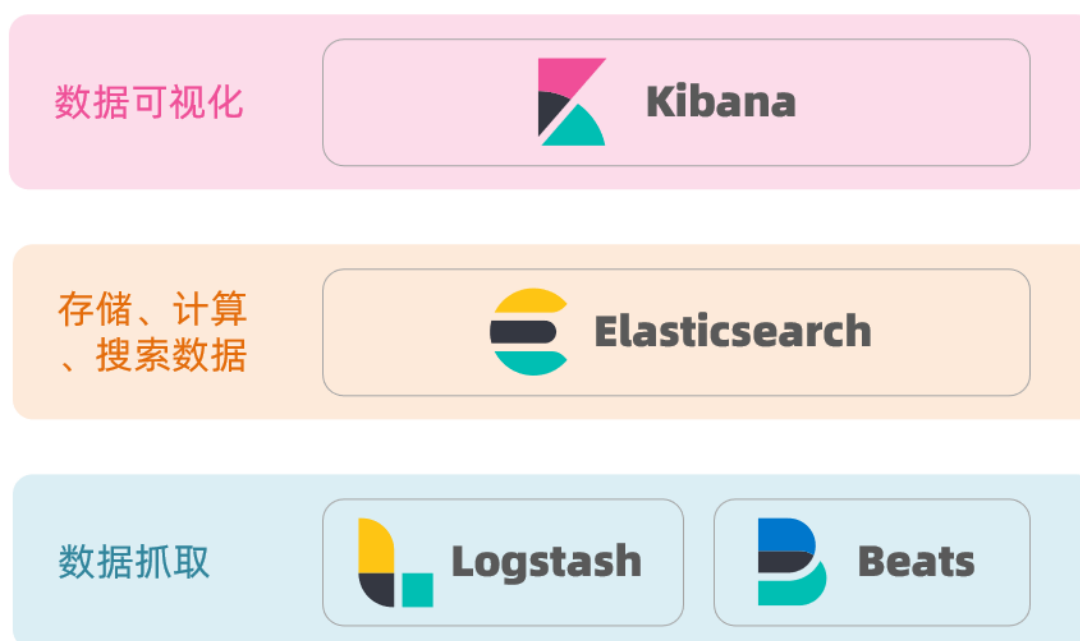 数据可视化
Kibana
存储、计算
、搜索数据
Elasticsearch
数据抓取
Logstash
Beats